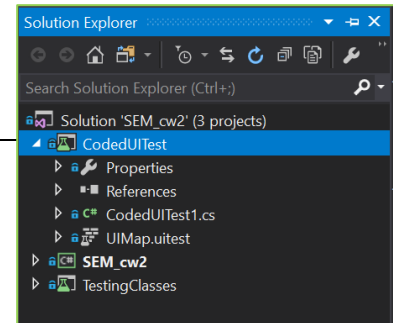 Solution Explorer
Search Solution Explorer (Ctrl+;)
Solution 'SEM_cw2' (3 projects)
CodedUITest
Properties
References
C# CodedUITest1.cs
UIMap.uitest
C# SEM_cw2
TestingClasses